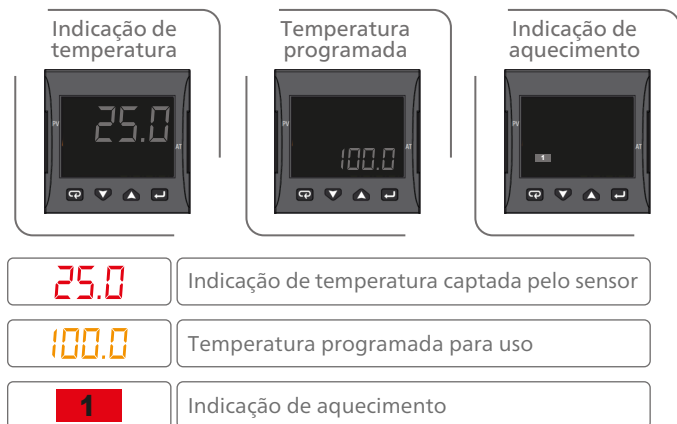 Indicação de
temperatura
Temperatura
programada
Indicação de
aquecimento
PV
25.0
AT
PV
100.0
AT
PV
1
AT
25.0
Indicação de temperatura captada pelo sensor
100.0
Temperatura programada para uso
1
Indicação de aquecimento